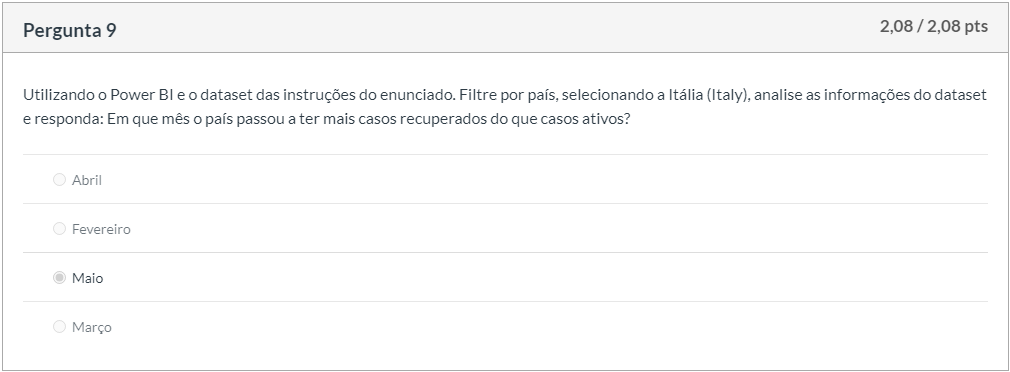 Pergunta 9
2,08 / 2,08 pts
Utilizando o Power BI e o dataset das instruções do enunciado. Filtre por país, selecionando a Itália (Italy), analise as informações do dataset
e responda: Em que mês o país passou a ter mais casos recuperados do que casos ativos?
Abril
Fevereiro
Maio
Março